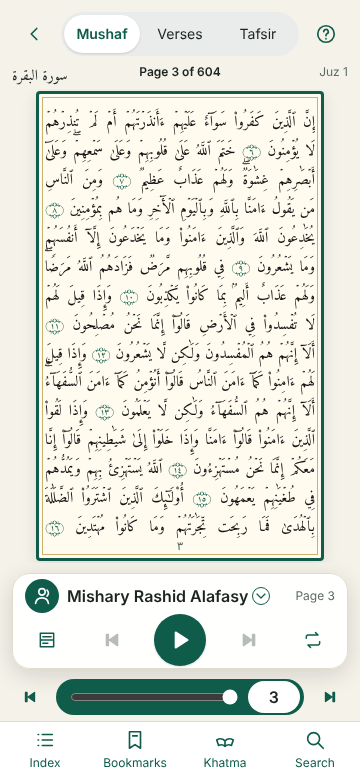 Mushaf
Verses
Tafsir
سورة البقرة
Page 3 of 604
Juz 1
إِنَّ ٱلَّذِينَ كَفَرُوا۟ سَوَآءٌ عَلَيْهِمْ ءَأَنذَرْتَهُمْ أَمْ لَمْ تُنذِرْهُمْ
لَا يُؤْمِنُونَ ٦ خَتَمَ ٱللَّهُ عَلَىٰ قُلُوبِهِمْ وَعَلَىٰ سَمْعِهِمْ ۖ وَعَلَىٰٓ
أَبْصَـٰرِهِمْ غِشَـٰوَةٌ ۖ وَلَهُمْ عَذَابٌ عَظِيمٌ ٧ وَمِنَ ٱلنَّاسِ
مَن يَقُولُ ءَامَنَّا بِٱللَّهِ وَبِٱلْيَوْمِ ٱلْـَٔاخِرِ وَمَا هُم بِمُؤْمِنِينَ ٨
يُخَـٰدِعُونَ ٱللَّهَ وَٱلَّذِينَ ءَامَنُوا۟ وَمَا يَخْدَعُونَ إِلَّآ أَنفُسَهُمْ
وَمَا يَشْعُرُونَ ٩ فِى قُلُوبِهِم مَّرَضٌ فَزَادَهُمُ ٱللَّهُ مَرَضًا ۖ
وَلَهُمْ عَذَابٌ أَلِيمٌۢ بِمَا كَانُوا۟ يَكْذِبُونَ ١٠ وَإِذَا قِيلَ لَهُمْ
لَا تُفْسِدُوا۟ فِى ٱلْأَرْضِ قَالُوٓا۟ إِنَّمَا نَحْنُ مُصْلِحُونَ ١١
أَلَآ إِنَّهُمْ هُمُ ٱلْمُفْسِدُونَ وَلَـٰكِن لَّا يَشْعُرُونَ ١٢ وَإِذَا قِيلَ
لَهُمْ ءَامِنُوا۟ كَمَآ ءَامَنَ ٱلنَّاسُ قَالُوٓا۟ أَنُؤْمِنُ كَمَآ ءَامَنَ ٱلسُّفَهَآءُ ۗ
أَلَآ إِنَّهُمْ هُمُ ٱلسُّفَهَآءُ وَلَـٰكِن لَّا يَعْلَمُونَ ١٣ وَإِذَا لَقُوا۟
ٱلَّذِينَ ءَامَنُوا۟ قَالُوٓا۟ ءَامَنَّا وَإِذَا خَلَوْا۟ إِلَىٰ شَيَـٰطِينِهِمْ قَالُوٓا۟ إِنَّا
مَعَكُمْ إِنَّمَا نَحْنُ مُسْتَهْزِءُونَ ١٤ ٱللَّهُ يَسْتَهْزِئُ بِهِمْ وَيَمُدُّهُمْ
فِى طُغْيَـٰنِهِمْ يَعْمَهُونَ ١٥ أُو۟لَـٰٓئِكَ ٱلَّذِينَ ٱشْتَرَوُا۟ ٱلضَّلَـٰلَةَ
بِٱلْهُدَىٰ فَمَا رَبِحَت تِّجَـٰرَتُهُمْ وَمَا كَانُوا۟ مُهْتَدِينَ ١٦
٣
Mishary Rashid Alafasy
Page 3
3
Index
Bookmarks
Khatma
Search